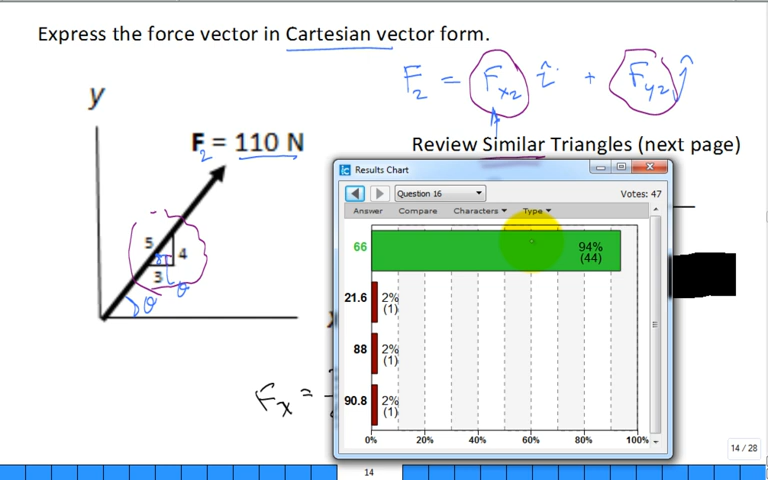 Express the force vector in Cartesian vector form.
F2 = Fx2 î + Fy2 ĵ
y
F2 = 110 N
Review Similar Triangles (next page)
5
4
3
θ
θ
Fx =
Results Chart
Question 16
Votes: 47
Answer Compare Characters Type
66 94% (44)
21.6 2% (1)
88 2% (1)
90.8 2% (1)
0% 20% 40% 60% 80% 100%
14 / 28
14